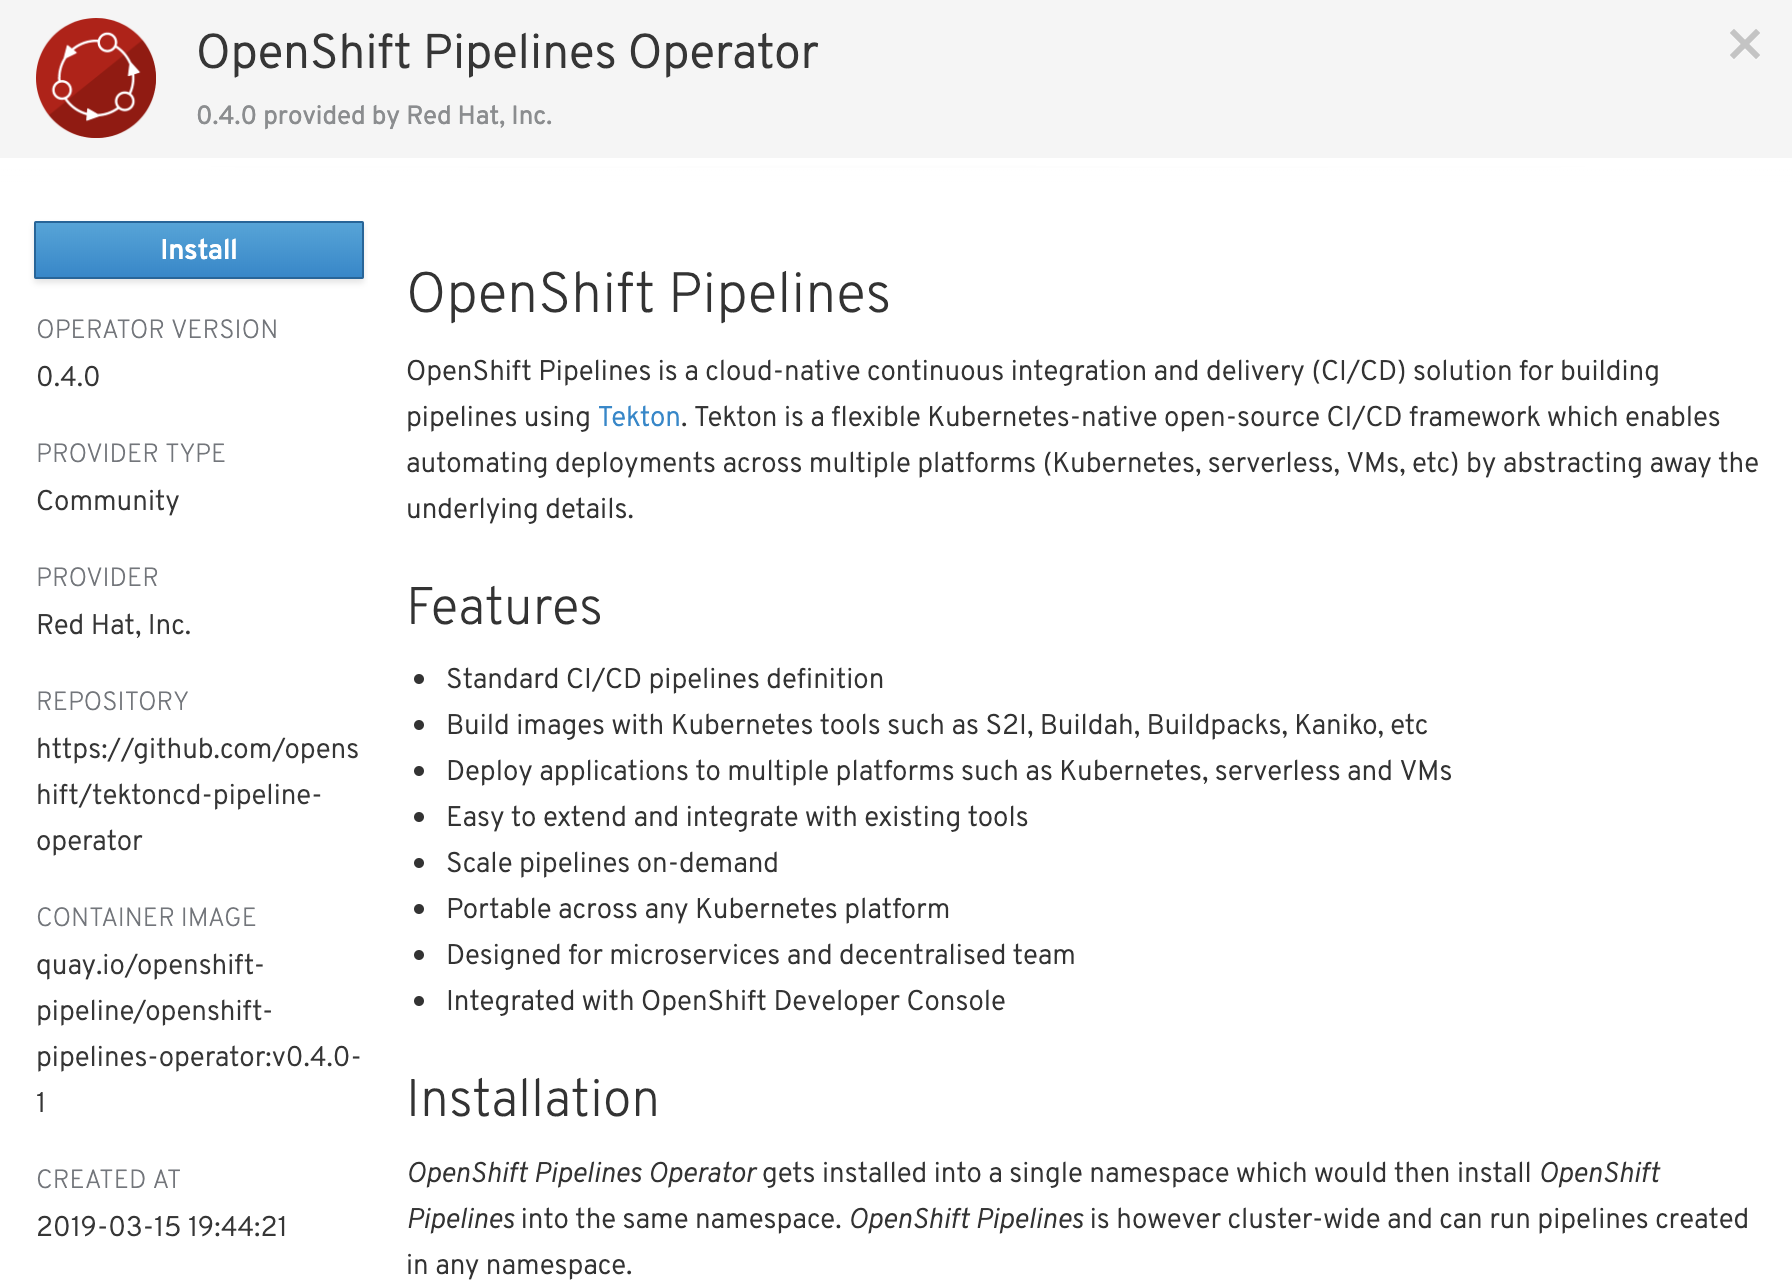 OpenShift Pipelines Operator
0.4.0 provided by Red Hat, Inc.
Install
OPERATOR VERSION
0.4.0
PROVIDER TYPE
Community
PROVIDER
Red Hat, Inc.
REPOSITORY
https://github.com/opens
hift/tektoncd-pipeline-
operator
CONTAINER IMAGE
quay.io/openshift-
pipeline/openshift-
pipelines-operator:v0.4.0-
1
CREATED AT
2019-03-15 19:44:21
OpenShift Pipelines
OpenShift Pipelines is a cloud-native continuous integration and delivery (CI/CD) solution for building
pipelines using Tekton. Tekton is a flexible Kubernetes-native open-source CI/CD framework which enables
automating deployments across multiple platforms (Kubernetes, serverless, VMs, etc) by abstracting away the
underlying details.
Features
• Standard CI/CD pipelines definition
• Build images with Kubernetes tools such as S2I, Buildah, Buildpacks, Kaniko, etc
• Deploy applications to multiple platforms such as Kubernetes, serverless and VMs
• Easy to extend and integrate with existing tools
• Scale pipelines on-demand
• Portable across any Kubernetes platform
• Designed for microservices and decentralised team
• Integrated with OpenShift Developer Console
Installation
OpenShift Pipelines Operator gets installed into a single namespace which would then install OpenShift
Pipelines into the same namespace. OpenShift Pipelines is however cluster-wide and can run pipelines created
in any namespace.